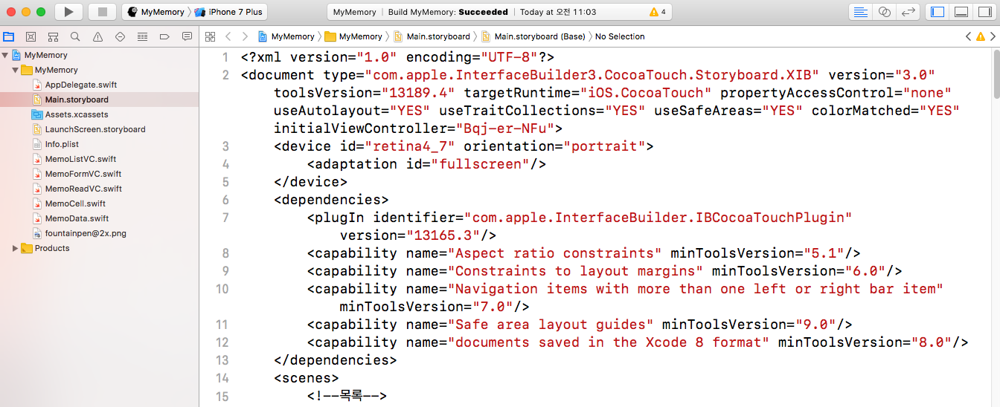 MyMemory iPhone 7 Plus MyMemory Build MyMemory: Succeeded Today at 오전 11:03 4
MyMemory MyMemory Main.storyboard Main.storyboard (Base) No Selection
MyMemory
MyMemory
AppDelegate.swift
Main.storyboard
Assets.xcassets
LaunchScreen.storyboard
Info.plist
MemoListVC.swift
MemoFormVC.swift
MemoReadVC.swift
MemoCell.swift
MemoData.swift
fountainpen@2x.png
Products
1 <?xml version="1.0" encoding="UTF-8"?>
2 <document type="com.apple.InterfaceBuilder3.CocoaTouch.Storyboard.XIB" version="3.0"
toolsVersion="13189.4" targetRuntime="iOS.CocoaTouch" propertyAccessControl="none"
useAutolayout="YES" useTraitCollections="YES" useSafeAreas="YES" colorMatched="YES"
initialViewController="Bqj-er-NFu">
3 <device id="retina4_7" orientation="portrait">
4 <adaptation id="fullscreen"/>
5 </device>
6 <dependencies>
7 <plugIn identifier="com.apple.InterfaceBuilder.IBCocoaTouchPlugin"
version="13165.3"/>
8 <capability name="Aspect ratio constraints" minToolsVersion="5.1"/>
9 <capability name="Constraints to layout margins" minToolsVersion="6.0"/>
10 <capability name="Navigation items with more than one left or right bar item"
minToolsVersion="7.0"/>
11 <capability name="Safe area layout guides" minToolsVersion="9.0"/>
12 <capability name="documents saved in the Xcode 8 format" minToolsVersion="8.0"/>
13 </dependencies>
14 <scenes>
15 <!--목록-->